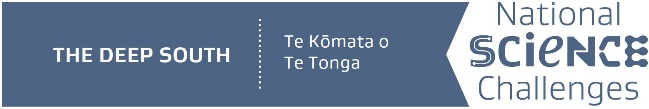 THE DEEP SOUTH
Te Kōmata o
Te Tonga
National
SCIENCE
Challenges